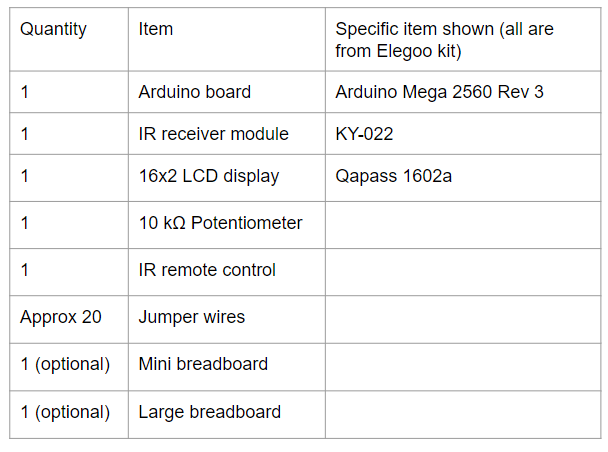 Quantity Item Specific item shown (all are
from Elegoo kit)
1 Arduino board Arduino Mega 2560 Rev 3
1 IR receiver module KY-022
1 16x2 LCD display Qapass 1602a
1 10 kΩ Potentiometer
1 IR remote control
Approx 20 Jumper wires
1 (optional) Mini breadboard
1 (optional) Large breadboard